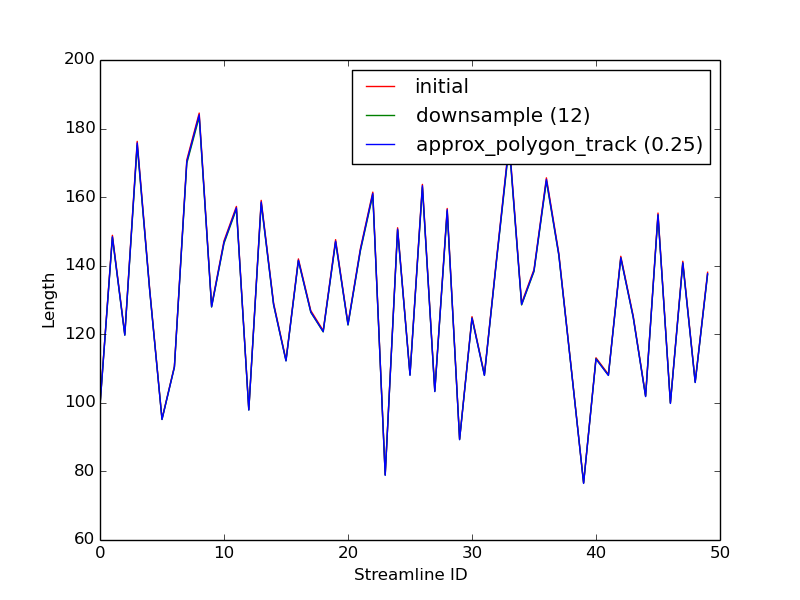 200
180
160
140
120
100
80
60
Length
initial
downsample (12)
approx_polygon_track (0.25)
0 10 20 30 40 50
Streamline ID